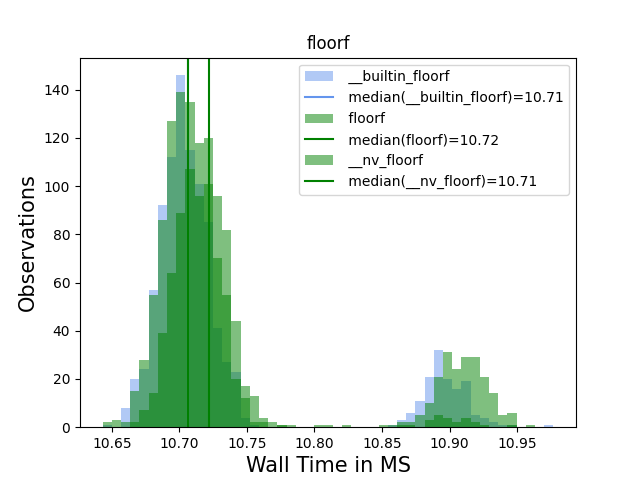 floorf
140
120
100
80
60
40
20
0
Observations
__builtin_floorf
median(__builtin_floorf)=10.71
floorf
median(floorf)=10.72
__nv_floorf
median(__nv_floorf)=10.71
10.65 10.70 10.75 10.80 10.85 10.90 10.95
Wall Time in MS